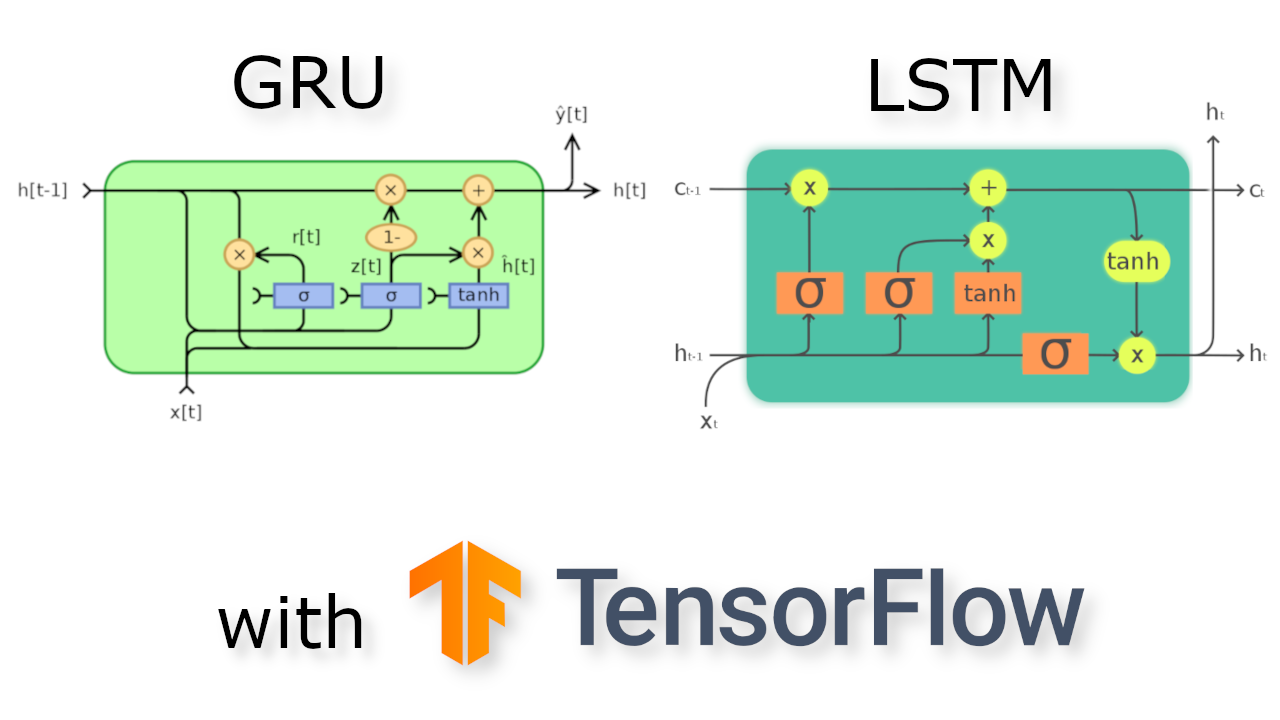 GRU
ŷ[t]
h[t-1]
×
+
h[t]
×
r[t]
1-
z[t]
×
ĥ[t]
σ
σ
tanh
x[t]
LSTM
hₜ
Cₜ₋₁
x
+
Cₜ
x
tanh
σ
σ
tanh
hₜ₋₁
σ
x
hₜ
xₜ
with TensorFlow